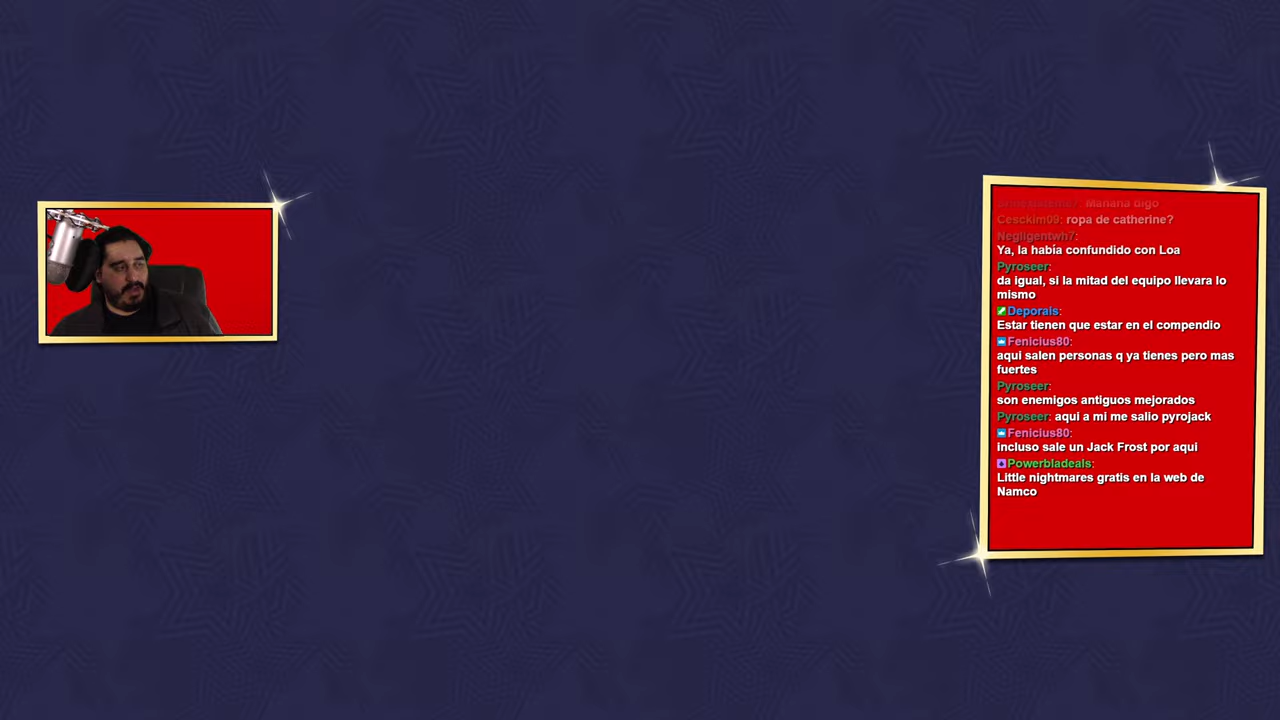 Mañana digo
Cesckim09: ropa de catherine?
Negligentwh7:
Ya, la había confundido con Loa
Pyroseer:
da igual, si la mitad del equipo llevara lo
mismo
Deporais:
Estar tienen que estar en el compendio
Fenicius80:
aqui salen personas q ya tienes pero mas
fuertes
Pyroseer:
son enemigos antiguos mejorados
Pyroseer: aqui a mi me salio pyrojack
Fenicius80:
incluso sale un Jack Frost por aqui
Powerbladeals:
Little nightmares gratis en la web de
Namco